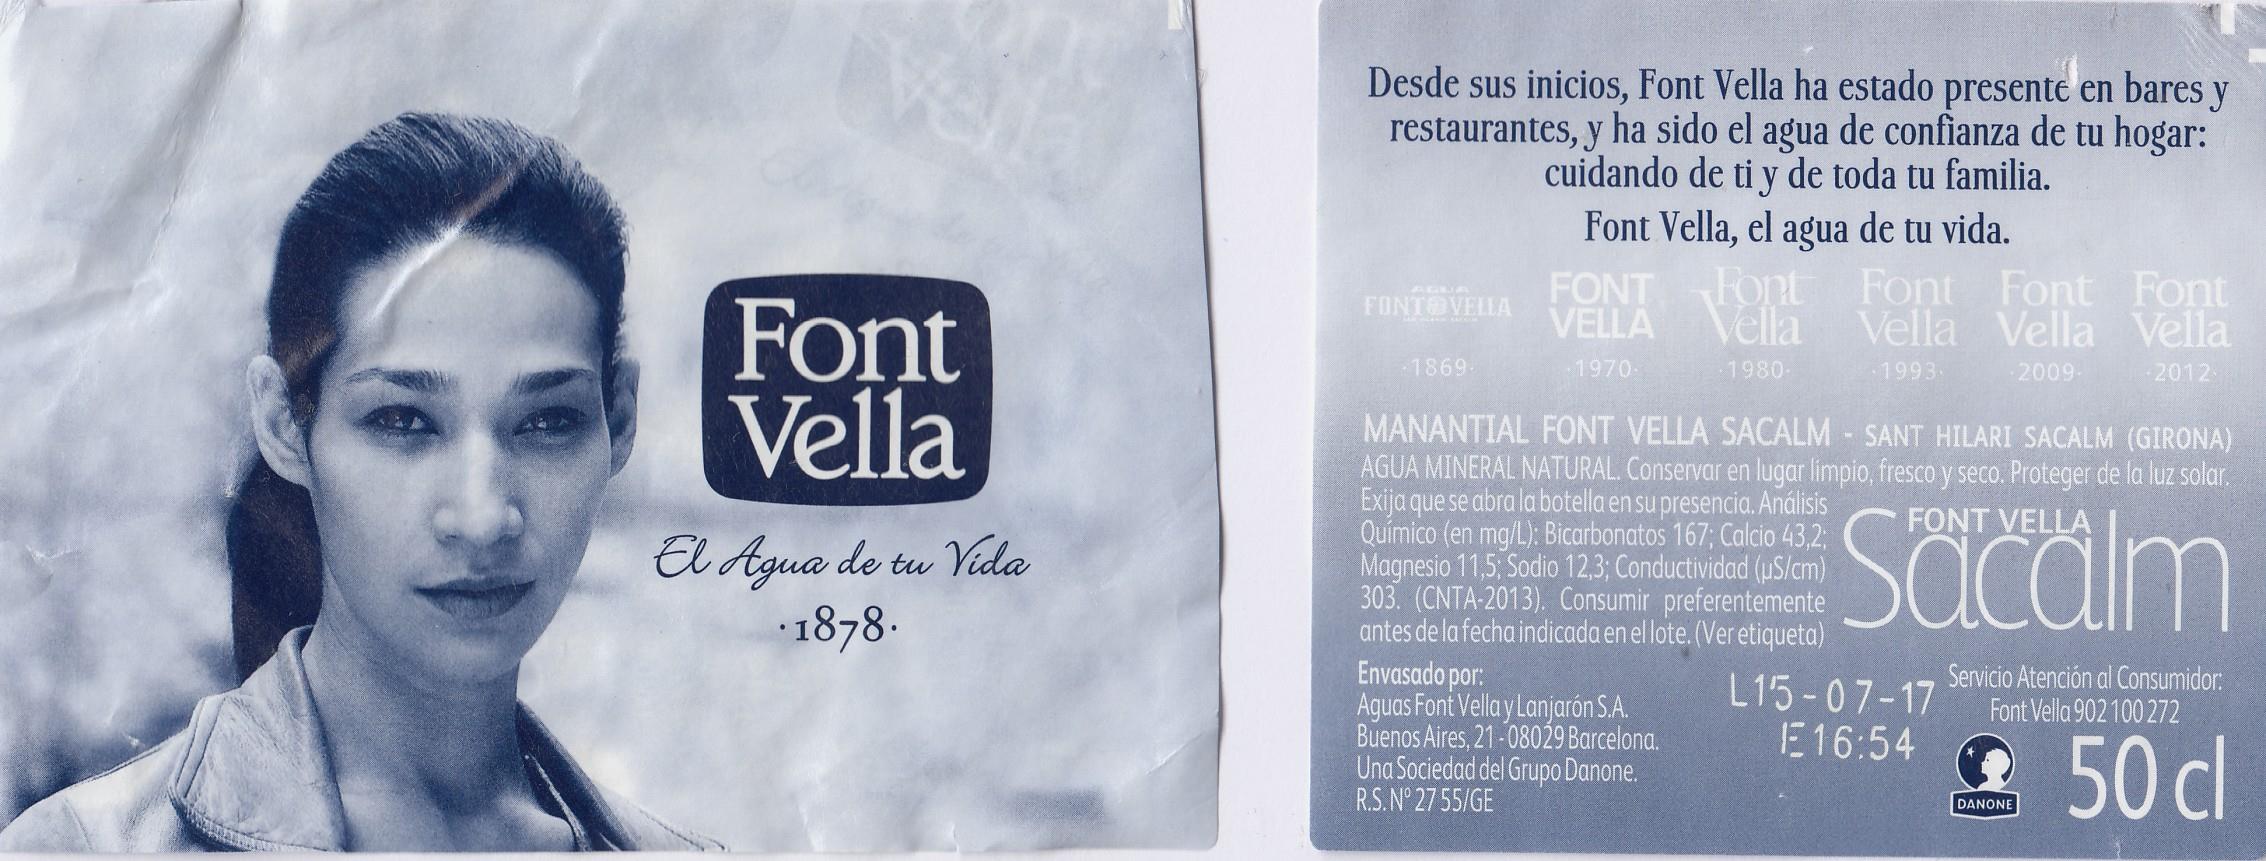 Font
Vella
El Agua de tu Vida
·1878·
Desde sus inicios, Font Vella ha estado presente en bares y
restaurantes, y ha sido el agua de confianza de tu hogar:
cuidando de ti y de toda tu familia.
Font Vella, el agua de tu vida.
AGUA
FONT VELLA
·1869·
FONT
VELLA
·1970·
Font
Vella
·1980·
Font
Vella
·1993·
Font
Vella
·2009·
Font
Vella
·2012·
MANANTIAL FONT VELLA SACALM - SANT HILARI SACALM (GIRONA)
AGUA MINERAL NATURAL. Conservar en lugar limpio, fresco y seco. Proteger de la luz solar.
Exija que se abra la botella en su presencia. Análisis
Químico (en mg/L): Bicarbonatos 167; Calcio 43,2;
Magnesio 11,5; Sodio 12,3; Conductividad (µS/cm)
303. (CNTA-2013). Consumir preferentemente
antes de la fecha indicada en el lote. (Ver etiqueta)
FONT VELLA
Sacalm
Envasado por:
Aguas Font Vella y Lanjarón S.A.
Buenos Aires, 21 - 08029 Barcelona.
Una Sociedad del Grupo Danone.
R.S. Nº 27 55/GE
L15-07-17
E16:54
Servicio Atención al Consumidor:
Font Vella 902 100 272
DANONE
50 cl